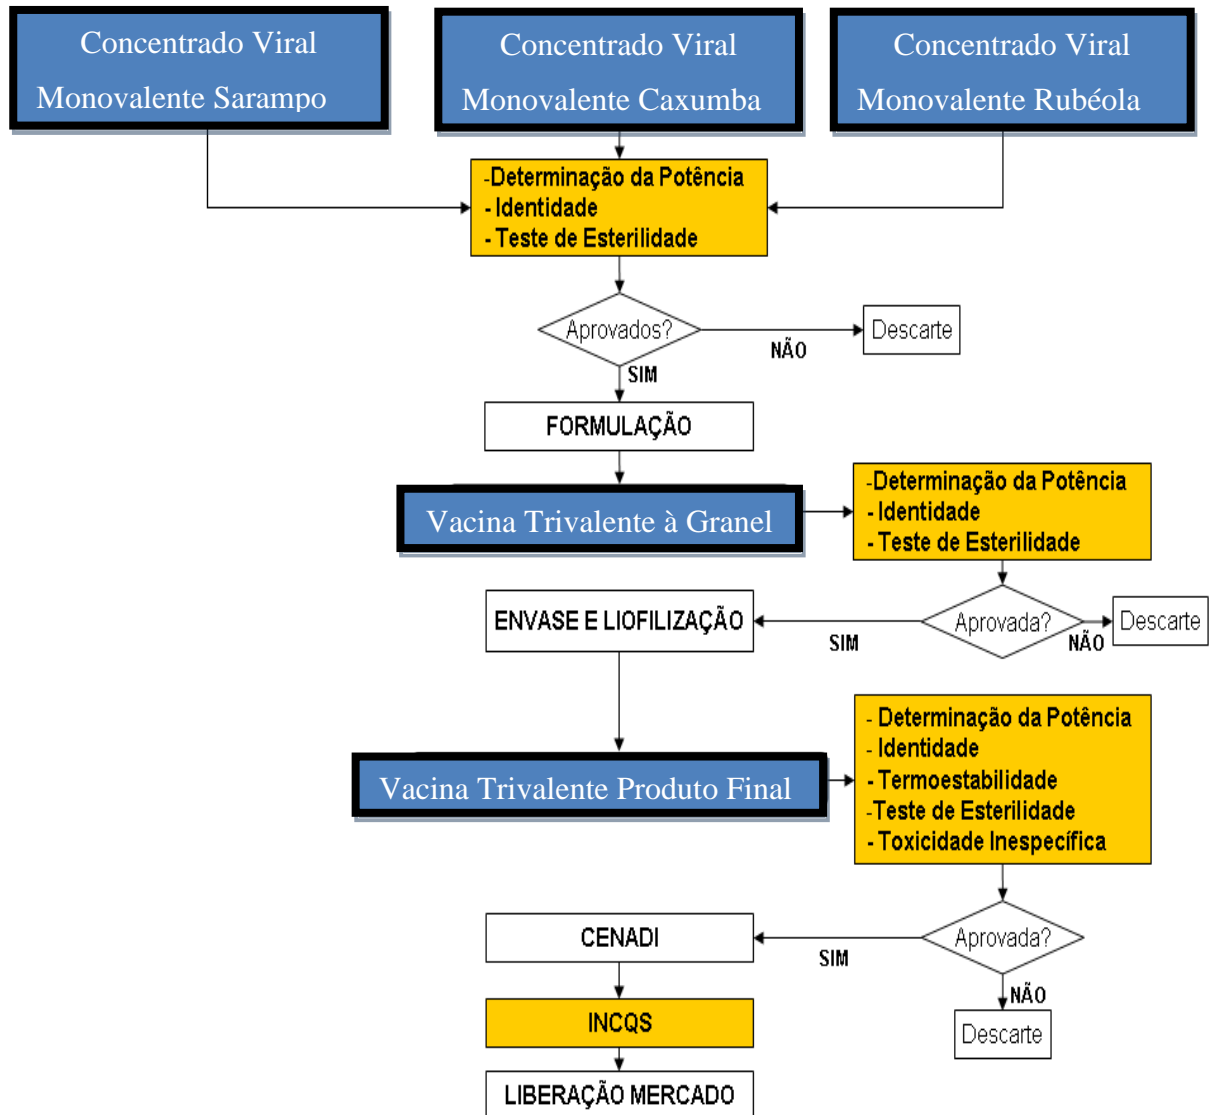 Concentrado Viral
Monovalente Sarampo
Concentrado Viral
Monovalente Caxumba
Concentrado Viral
Monovalente Rubéola
-Determinação da Potência
- Identidade
- Teste de Esterilidade
Aprovados?
NÃO
Descarte
SIM
FORMULAÇÃO
Vacina Trivalente à Granel
-Determinação da Potência
- Identidade
- Teste de Esterilidade
ENVASE E LIOFILIZAÇÃO
SIM
Aprovada?
NÃO
Descarte
Vacina Trivalente Produto Final
- Determinação da Potência
- Identidade
- Termoestabilidade
-Teste de Esterilidade
- Toxicidade Inespecífica
CENADI
SIM
Aprovada?
NÃO
Descarte
INCQS
LIBERAÇÃO MERCADO